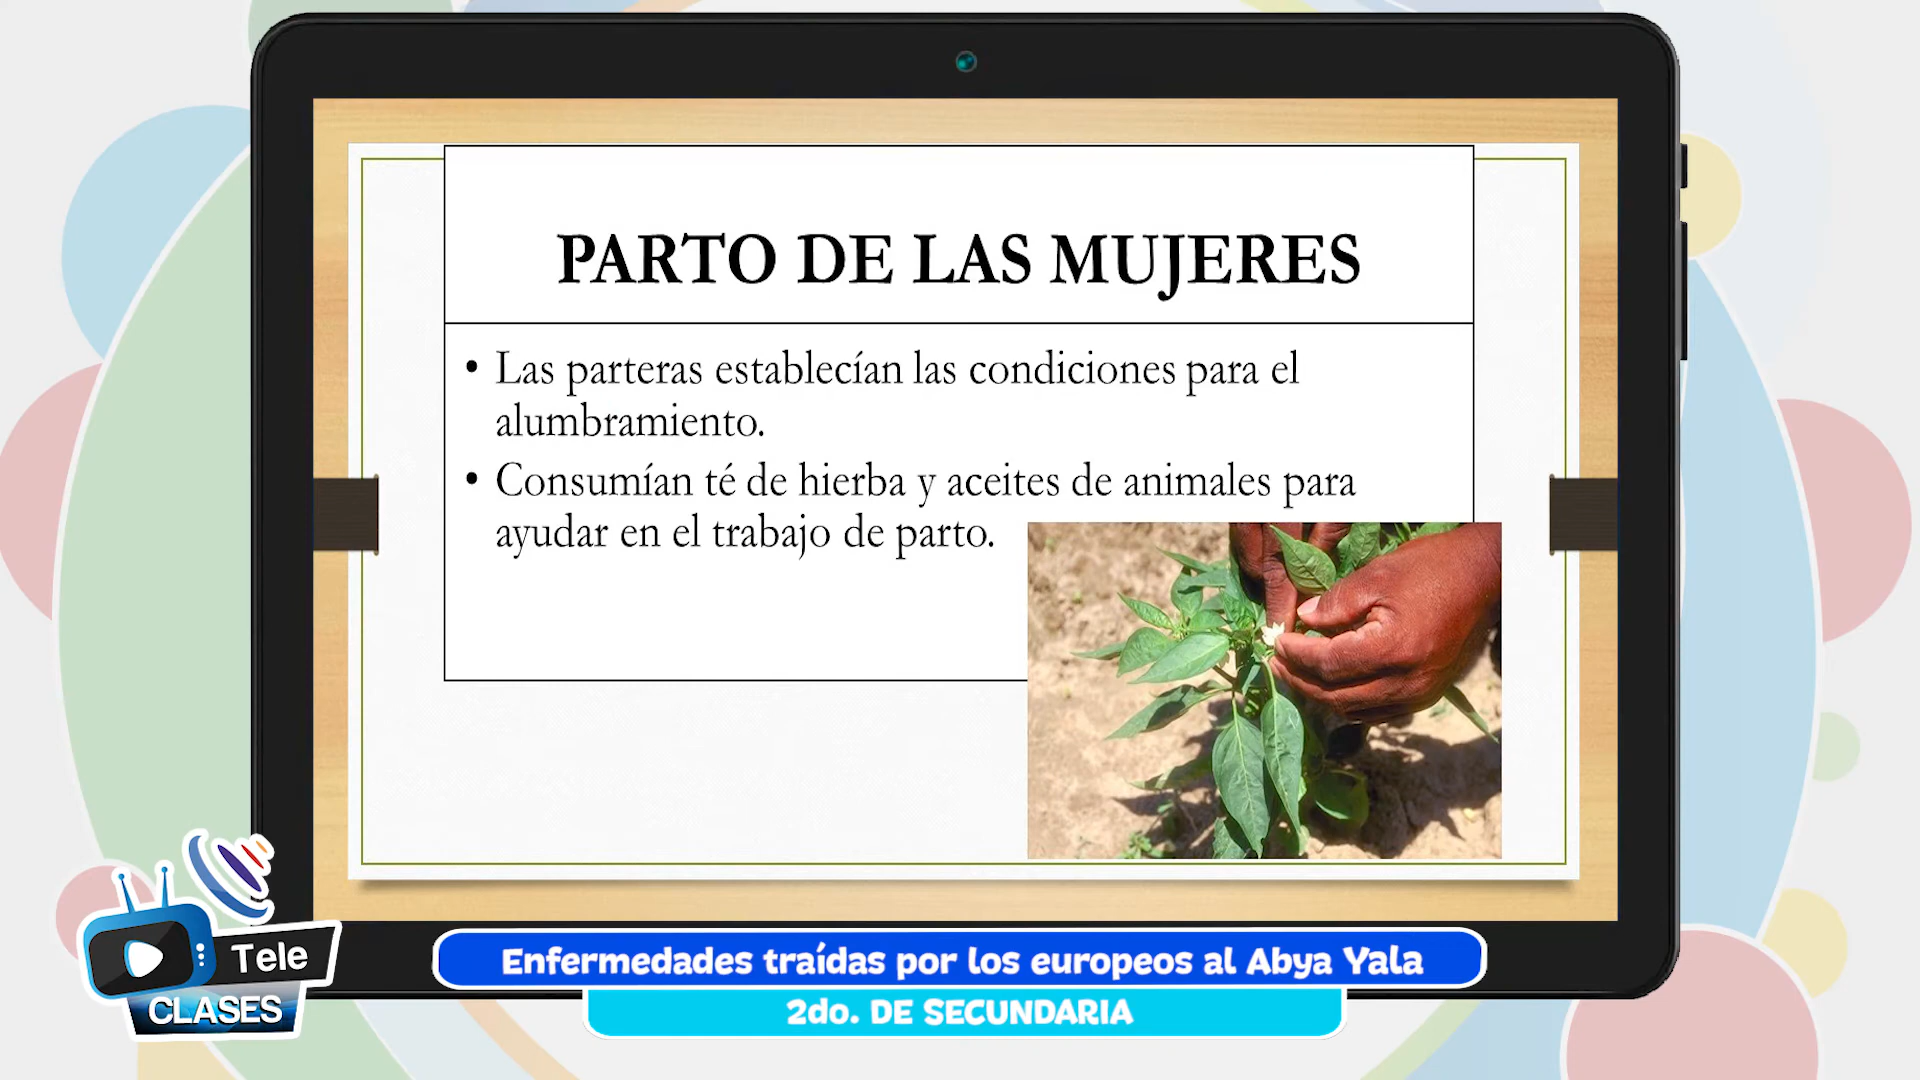 PARTO DE LAS MUJERES
• Las parteras establecían las condiciones para el
alumbramiento.
• Consumían té de hierba y aceites de animales para
ayudar en el trabajo de parto.
Tele
CLASES
Enfermedades traídas por los europeos al Abya Yala
2do. DE SECUNDARIA